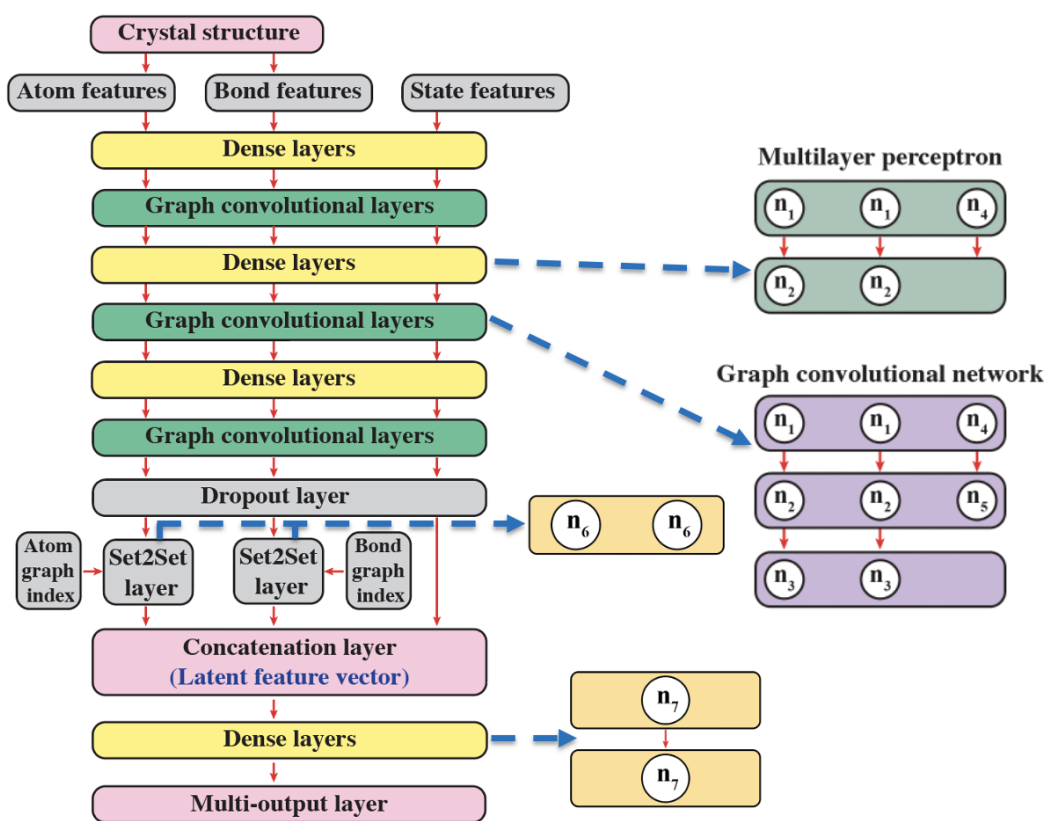 Crystal structure
Atom features
Bond features
State features
Dense layers
Graph convolutional layers
Dense layers
Graph convolutional layers
Dense layers
Graph convolutional layers
Dropout layer
Atom
graph
index
Set2Set
layer
Set2Set
layer
Bond
graph
index
Concatenation layer
(Latent feature vector)
Dense layers
Multi-output layer
Multilayer perceptron
n₁ n₁ n₄
n₂ n₂
Graph convolutional network
n₁ n₁ n₄
n₂ n₂ n₅
n₃ n₃
n₆ n₆
n₇
n₇